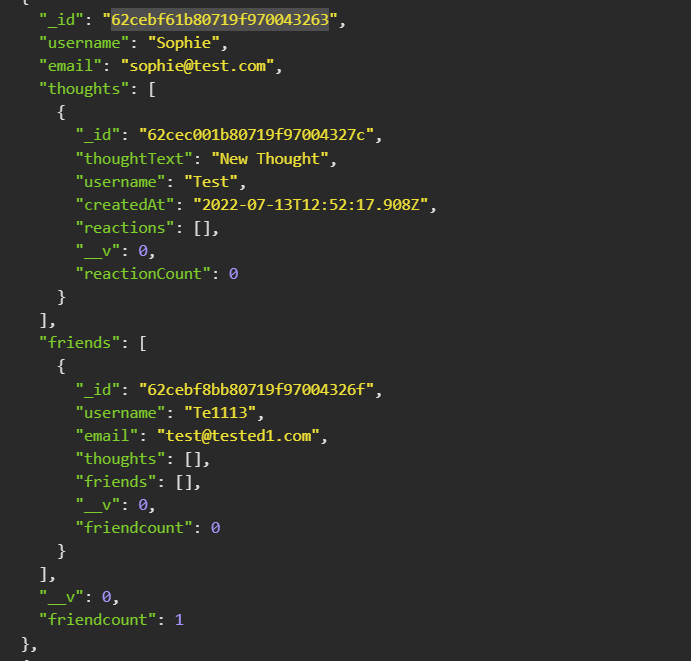 {
"_id": "62cebf61b80719f970043263",
"username": "Sophie",
"email": "sophie@test.com",
"thoughts": [
{
"_id": "62cec001b80719f97004327c",
"thoughtText": "New Thought",
"username": "Test",
"createdAt": "2022-07-13T12:52:17.908Z",
"reactions": [],
"__v": 0,
"reactionCount": 0
}
],
"friends": [
{
"_id": "62cebf8bb80719f97004326f",
"username": "Te1113",
"email": "test@tested1.com",
"thoughts": [],
"friends": [],
"__v": 0,
"friendcount": 0
}
],
"__v": 0,
"friendcount": 1
},